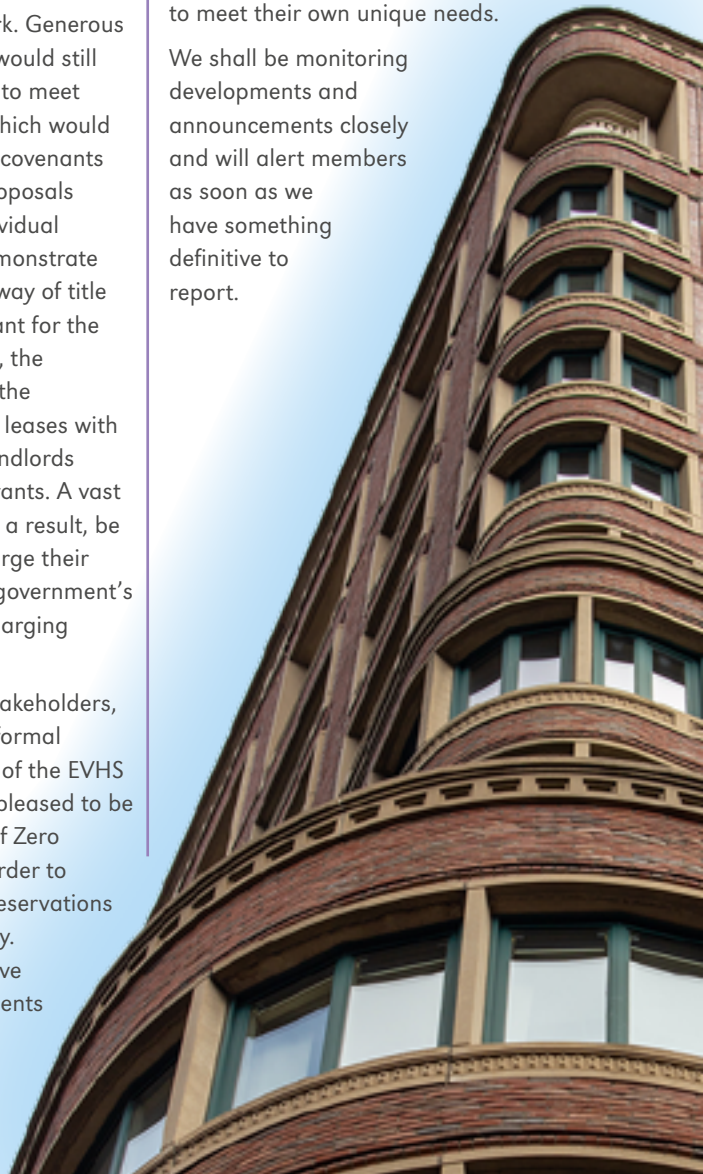 rk. Generous
would still
to meet
hich would
covenants
oposals
vidual
monstrate
way of title
ant for the
, the
the
leases with
ndlords
ants. A vast
a result, be
rge their
government's
arging
akeholders,
formal
of the EVHS
pleased to be
f Zero
rder to
eservations
y.
ve
ents
to meet their own unique needs.
We shall be monitoring
developments and
announcements closely
and will alert members
as soon as we
have something
definitive to
report.